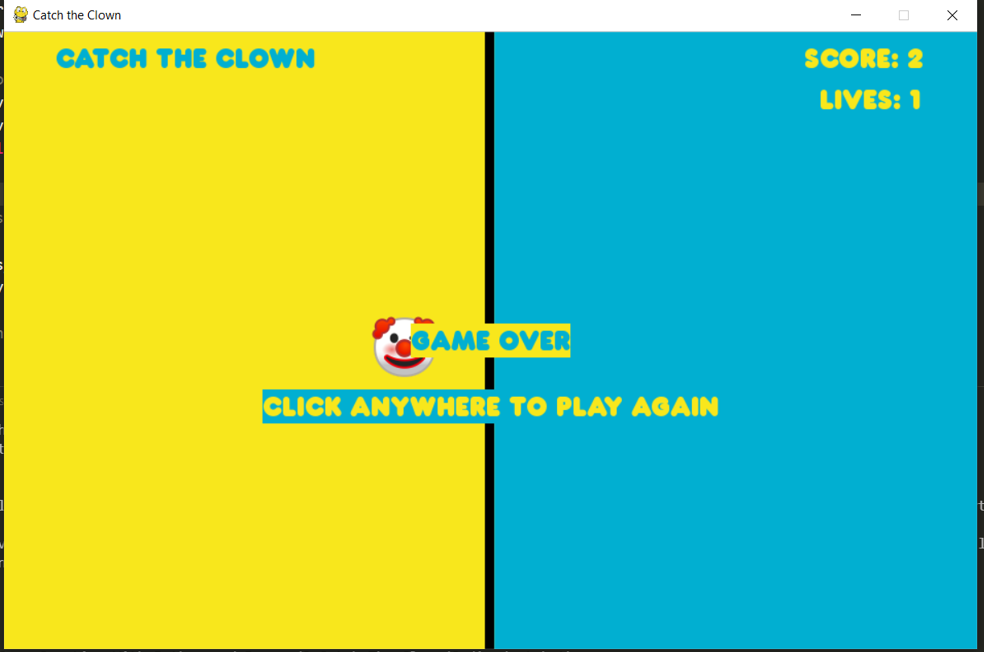 Catch the Clown
CATCH THE CLOWN
SCORE: 2
LIVES: 1
GAME OVER
CLICK ANYWHERE TO PLAY AGAIN